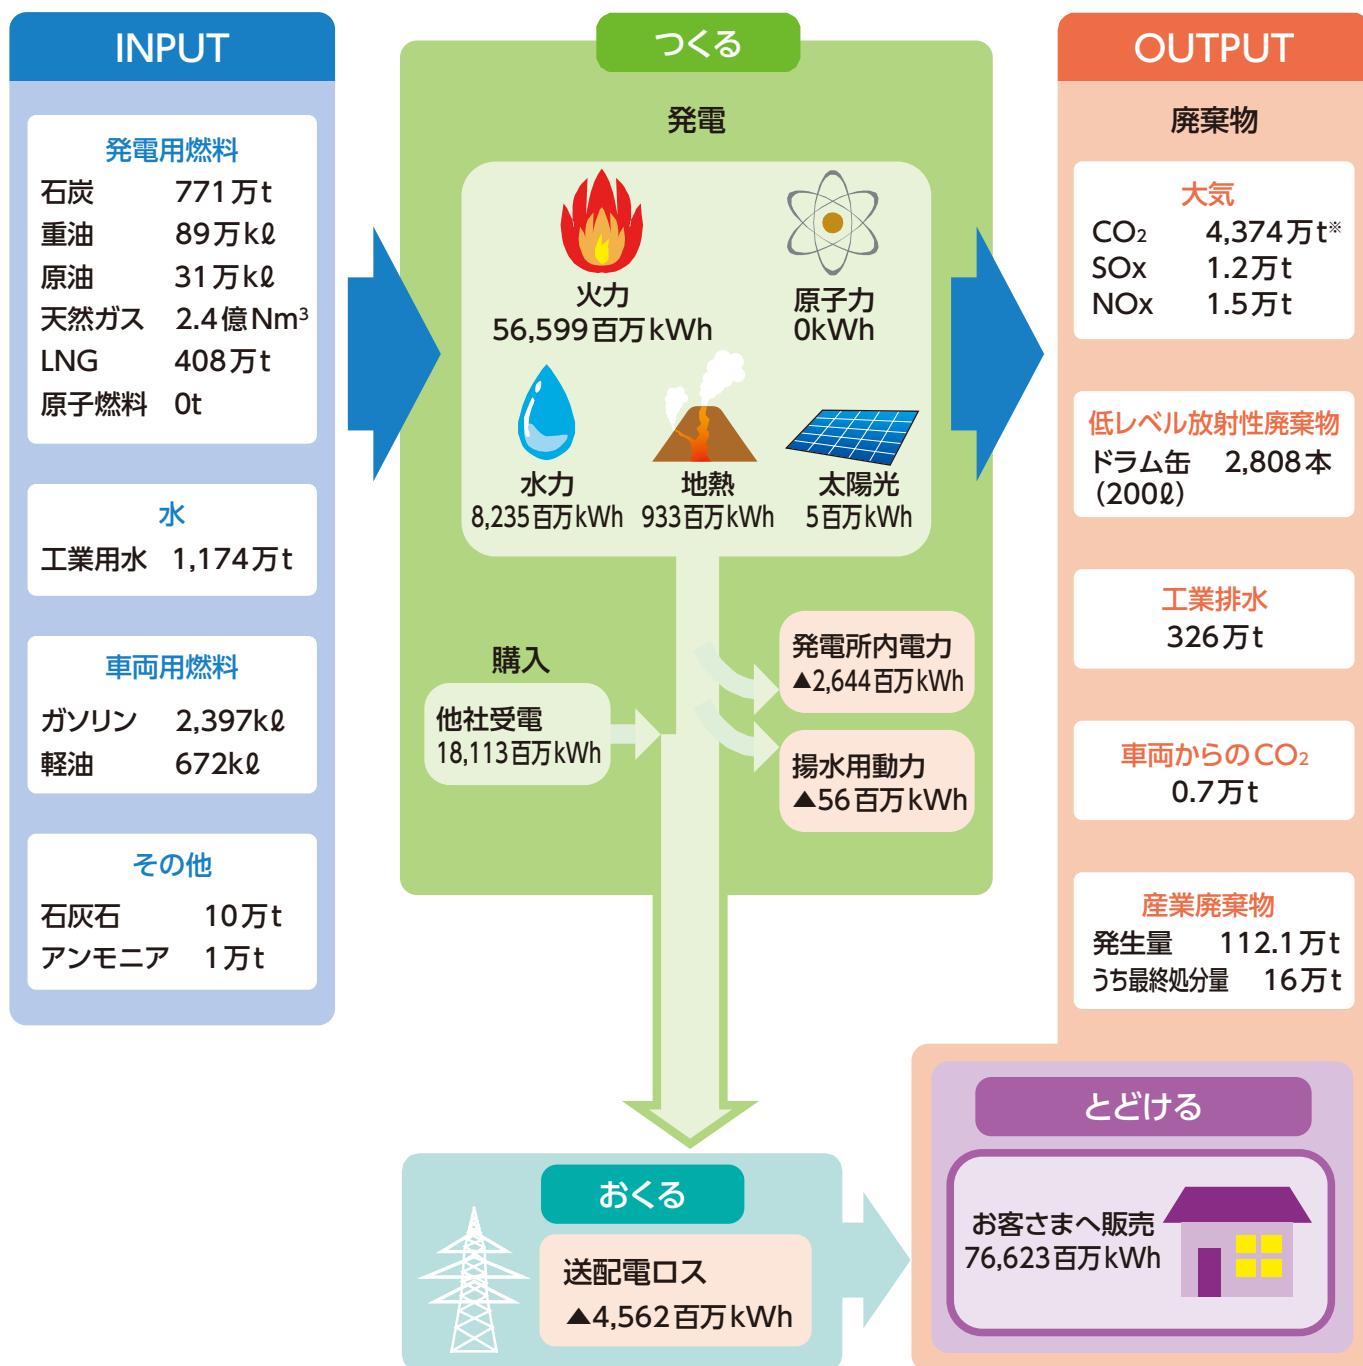 INPUT
発電用燃料
石炭 771万t
重油 89万kℓ
原油 31万kℓ
天然ガス 2.4億Nm³
LNG 408万t
原子燃料 0t
水
工業用水 1,174万t
車両用燃料
ガソリン 2,397kℓ
軽油 672kℓ
その他
石灰石 10万t
アンモニア 1万t
つくる
発電
火力
56,599百万kWh
原子力
0kWh
水力
8,235百万kWh
地熱
933百万kWh
太陽光
5百万kWh
購入
他社受電
18,113百万kWh
発電所内電力
▲2,644百万kWh
揚水用動力
▲56百万kWh
OUTPUT
廃棄物
大気
CO₂ 4,374万t※
SOx 1.2万t
NOx 1.5万t
低レベル放射性廃棄物
ドラム缶 2,808本
(200ℓ)
工業排水
326万t
車両からのCO₂
0.7万t
産業廃棄物
発生量 112.1万t
うち最終処分量 16万t
おくる
送配電ロス
▲4,562百万kWh
とどける
お客さまへ販売
76,623百万kWh